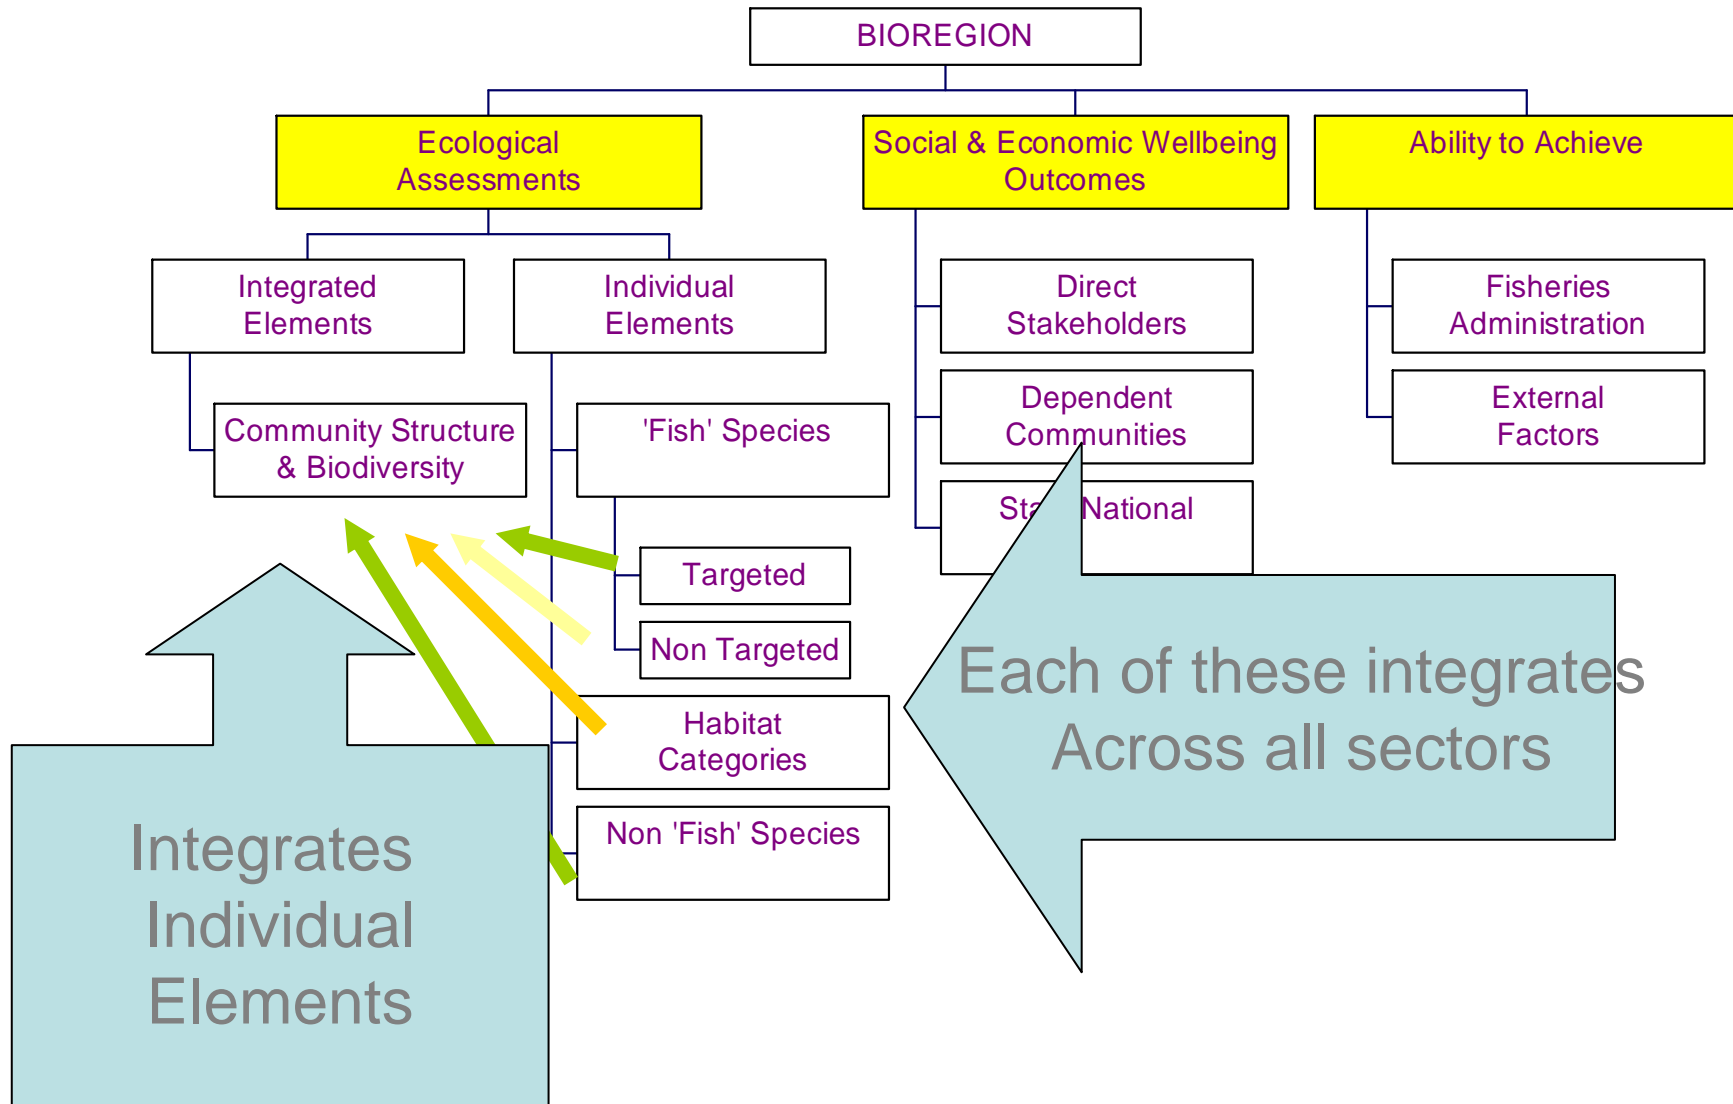 BIOREGION
Ecological
Assessments
Social & Economic Wellbeing
Outcomes
Ability to Achieve
Integrated
Elements
Individual
Elements
Direct
Stakeholders
Fisheries
Administration
Community Structure
& Biodiversity
'Fish' Species
Dependent
Communities
External
Factors
National
Targeted
Non Targeted
Habitat
Categories
Non 'Fish' Species
Each of these integrates
Across all sectors
Integrates
Individual
Elements